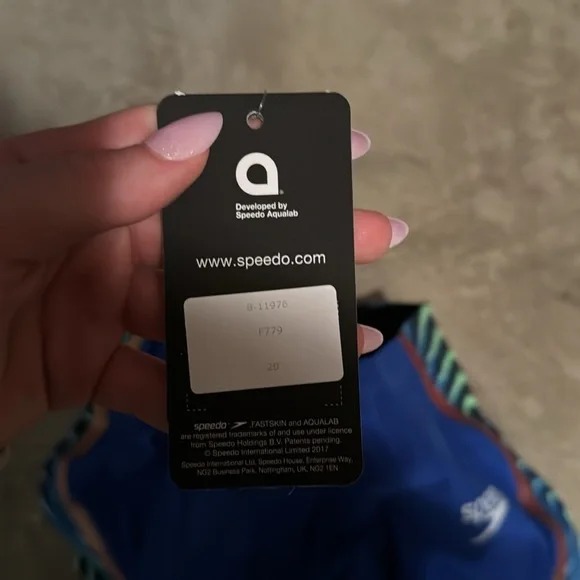 Developed by
Speedo Aqualab
www.speedo.com
8-11976
F779
20
speedo FASTSKIN and AQUALAB
are registered trademarks of and use under licence
from Speedo Holdings B.V. Patents pending.
© Speedo International Limited 2017
Speedo International Ltd, Speedo House, Enterprise Way,
NG2 Business Park, Nottingham, UK, NG2 1EN
Speedo